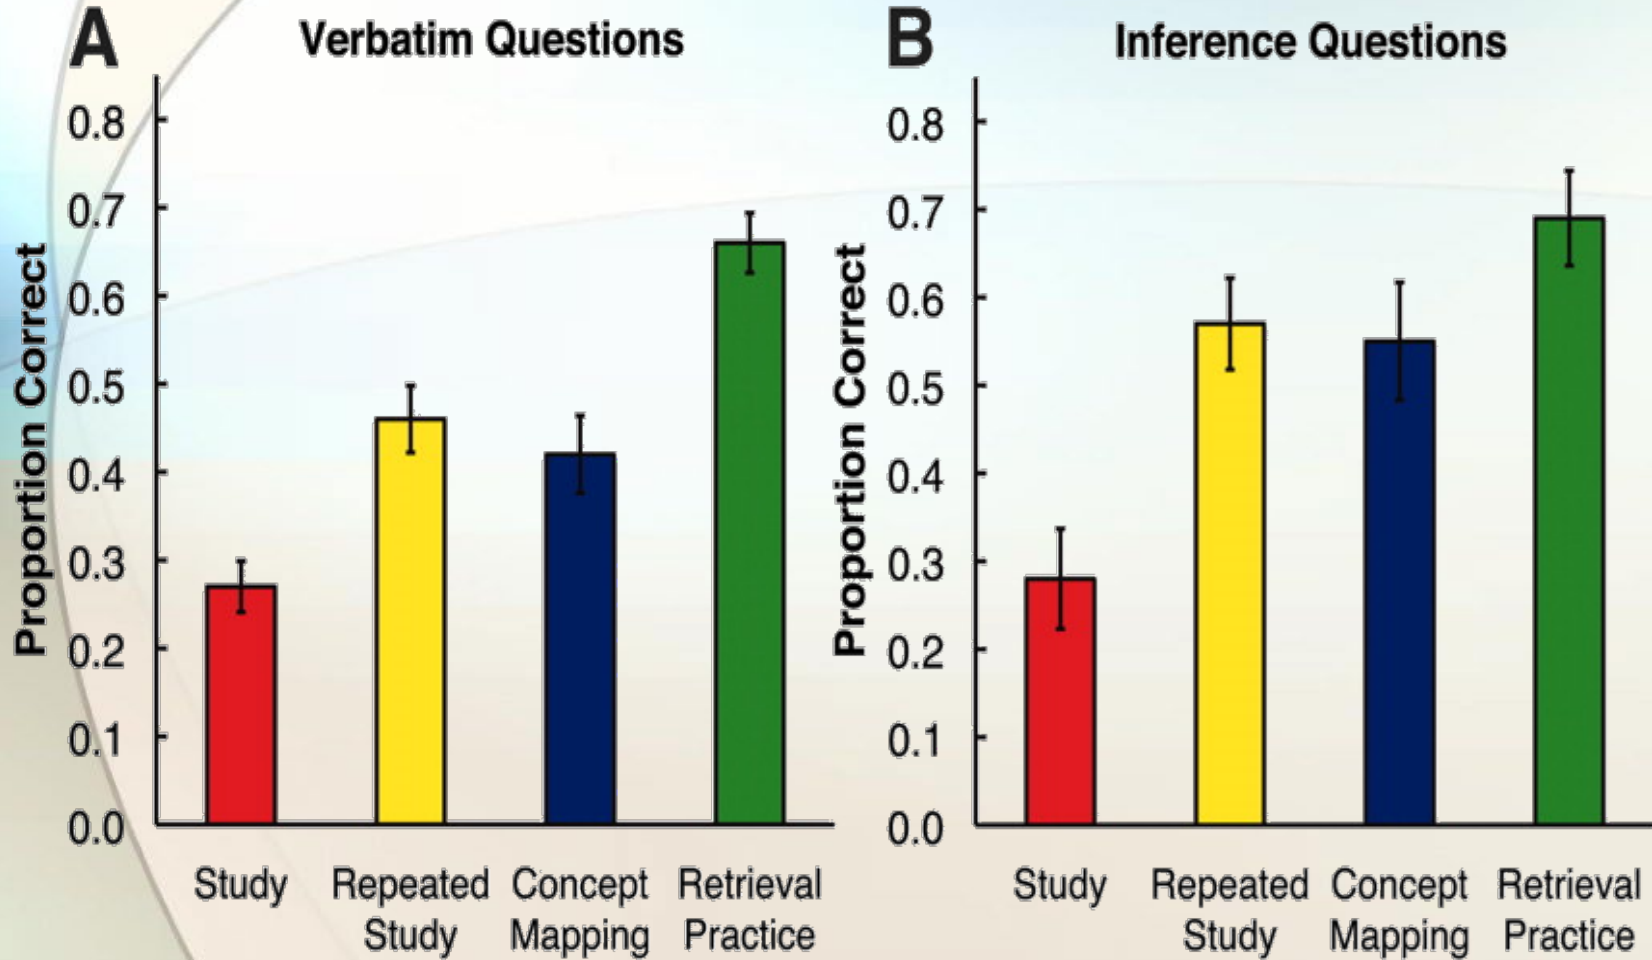 A
Verbatim Questions
Proportion Correct
0.8
0.7
0.6
0.5
0.4
0.3
0.2
0.1
0.0
Study
Repeated Study
Concept Mapping
Retrieval Practice
B
Inference Questions
Proportion Correct
0.8
0.7
0.6
0.5
0.4
0.3
0.2
0.1
0.0
Study
Repeated Study
Concept Mapping
Retrieval Practice